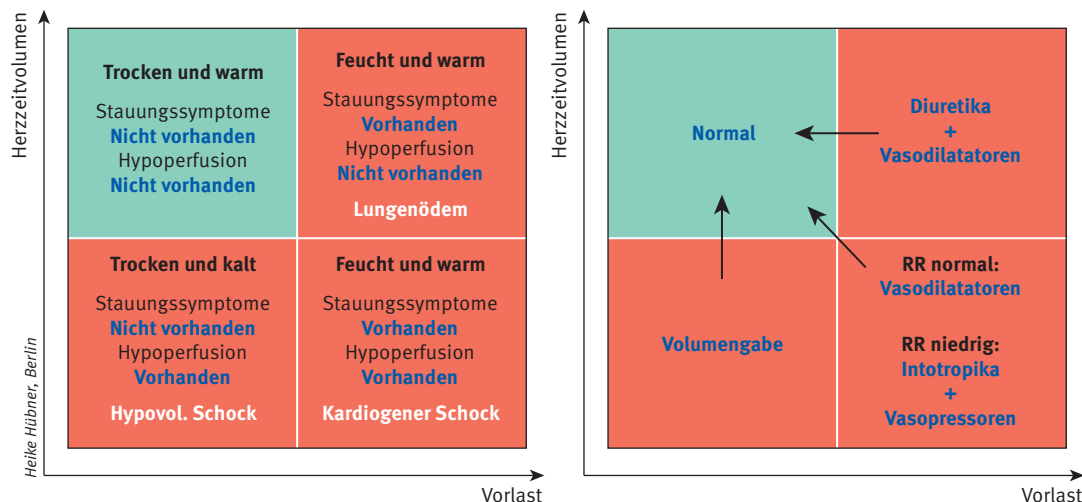 Herzzeitvolumen
Trocken und warm
Stauungssymptome
Nicht vorhanden
Hypoperfusion
Nicht vorhanden
Feucht und warm
Stauungssymptome
Vorhanden
Hypoperfusion
Nicht vorhanden
Lungenödem
Trocken und kalt
Stauungssymptome
Nicht vorhanden
Hypoperfusion
Vorhanden
Hypovol. Schock
Feucht und warm
Stauungssymptome
Vorhanden
Hypoperfusion
Vorhanden
Kardiogener Schock
Vorlast
Heike Hübner, Berlin
Herzzeitvolumen
Normal
Diuretika
+
Vasodilatatoren
Volumengabe
RR normal:
Vasodilatatoren
RR niedrig:
Intotropika
+
Vasopressoren
Vorlast